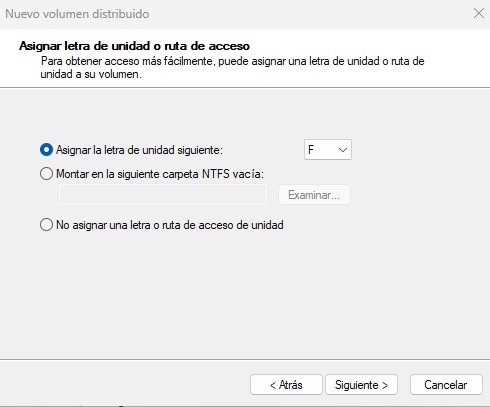 Nuevo volumen distribuido
Asignar letra de unidad o ruta de acceso
Para obtener acceso más fácilmente, puede asignar una letra de unidad o ruta de
unidad a su volumen.
Asignar la letra de unidad siguiente:
F
Montar en la siguiente carpeta NTFS vacía:
Examinar...
No asignar una letra o ruta de acceso de unidad
< Atrás
Siguiente >
Cancelar